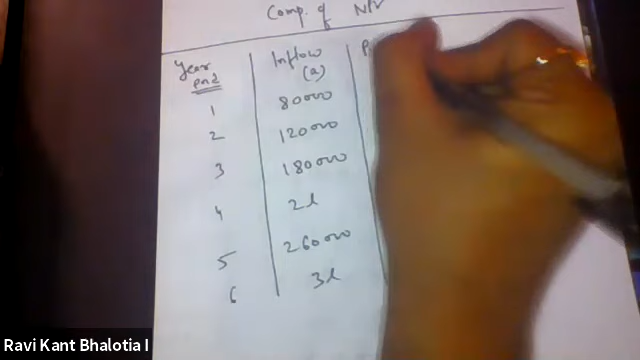 Comp. of NPV
Year end | Inflow (a) | P
1 | 80000
2 | 120000
3 | 180000
4 | 2l
5 | 260000
6 | 3l
Ravi Kant Bhalotia I